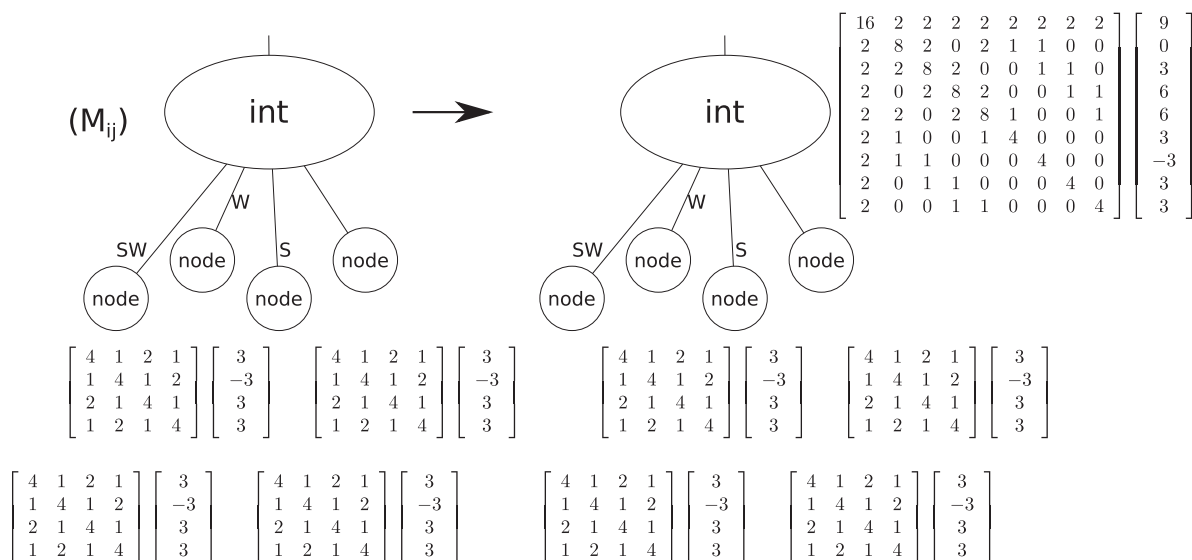 (M_ij) int int
SW W S SW W S
node node node node node node node node
16 2 2 2 2 2 2 2 2 9
2 8 2 0 2 1 1 0 0 0
2 2 8 2 0 0 1 1 0 3
2 0 2 8 2 0 0 1 1 6
2 2 0 2 8 1 0 0 1 6
2 1 0 0 1 4 0 0 0 3
2 1 1 0 0 0 4 0 0 −3
2 0 1 1 0 0 0 4 0 3
2 0 0 1 1 0 0 0 4 3
4 1 2 1 3 4 1 2 1 3 4 1 2 1 3 4 1 2 1 3
1 4 1 2 −3 1 4 1 2 −3 1 4 1 2 −3 1 4 1 2 −3
2 1 4 1 3 2 1 4 1 3 2 1 4 1 3 2 1 4 1 3
1 2 1 4 3 1 2 1 4 3 1 2 1 4 3 1 2 1 4 3
4 1 2 1 3 4 1 2 1 3 4 1 2 1 3 4 1 2 1 3
1 4 1 2 −3 1 4 1 2 −3 1 4 1 2 −3 1 4 1 2 −3
2 1 4 1 3 2 1 4 1 3 2 1 4 1 3 2 1 4 1 3
1 2 1 4 3 1 2 1 4 3 1 2 1 4 3 1 2 1 4 3